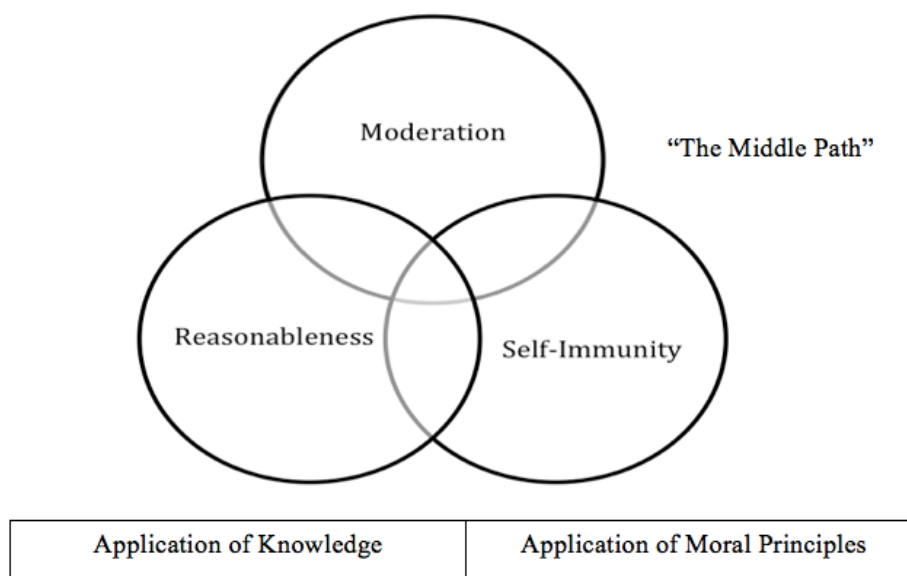 Moderation
“The Middle Path”
Reasonableness
Self-Immunity
Application of Knowledge
Application of Moral Principles